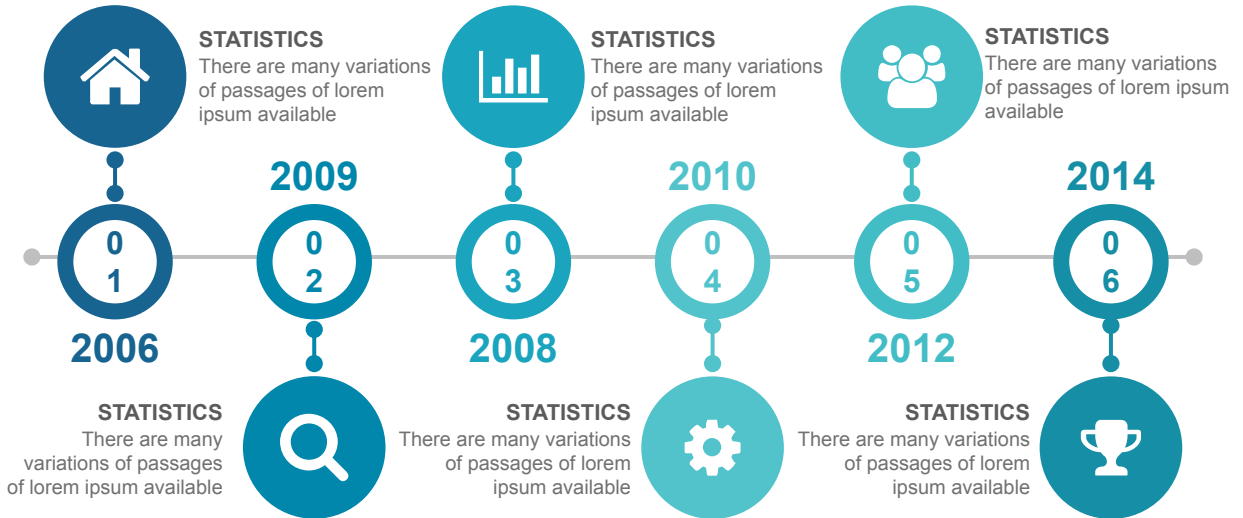 STATISTICS
There are many variations
of passages of lorem
ipsum available
STATISTICS
There are many variations
of passages of lorem
ipsum available
STATISTICS
There are many variations
of passages of lorem ipsum
available
2009
2010
2014
0
1
0
2
0
3
0
4
0
5
0
6
2006
2008
2012
STATISTICS
There are many
variations of passages
of lorem ipsum available
STATISTICS
There are many variations
of passages of lorem
ipsum available
STATISTICS
There are many variations
of passages of lorem
ipsum available